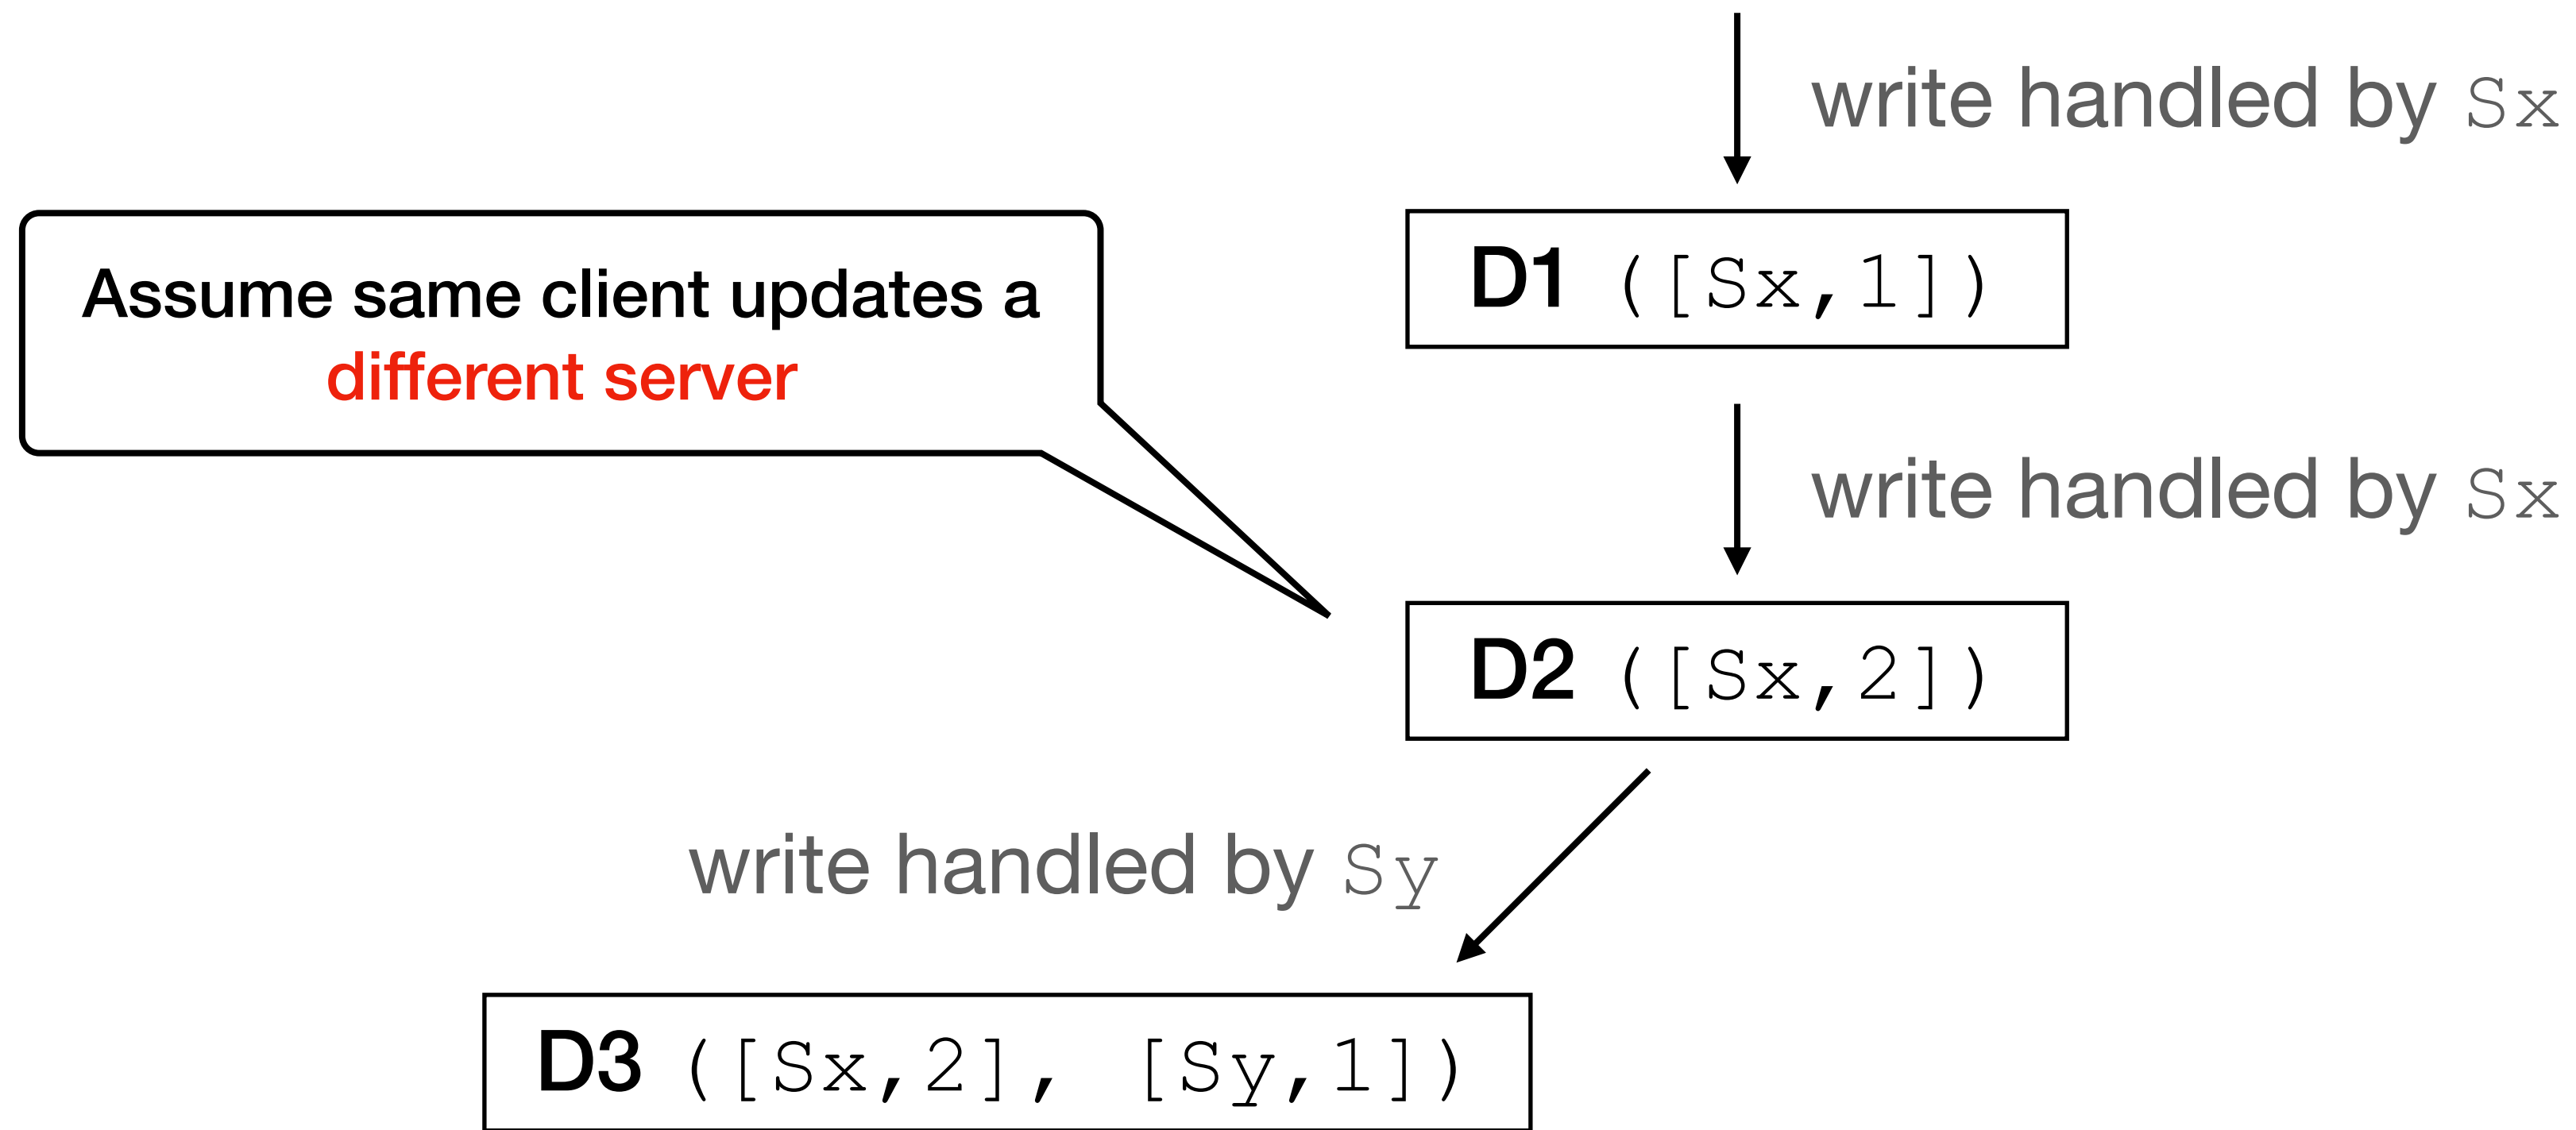 write handled by Sx
Assume same client updates a
different server
D1 ([Sx,1])
write handled by Sx
D2 ([Sx,2])
write handled by Sy
D3 ([Sx,2], [Sy,1])